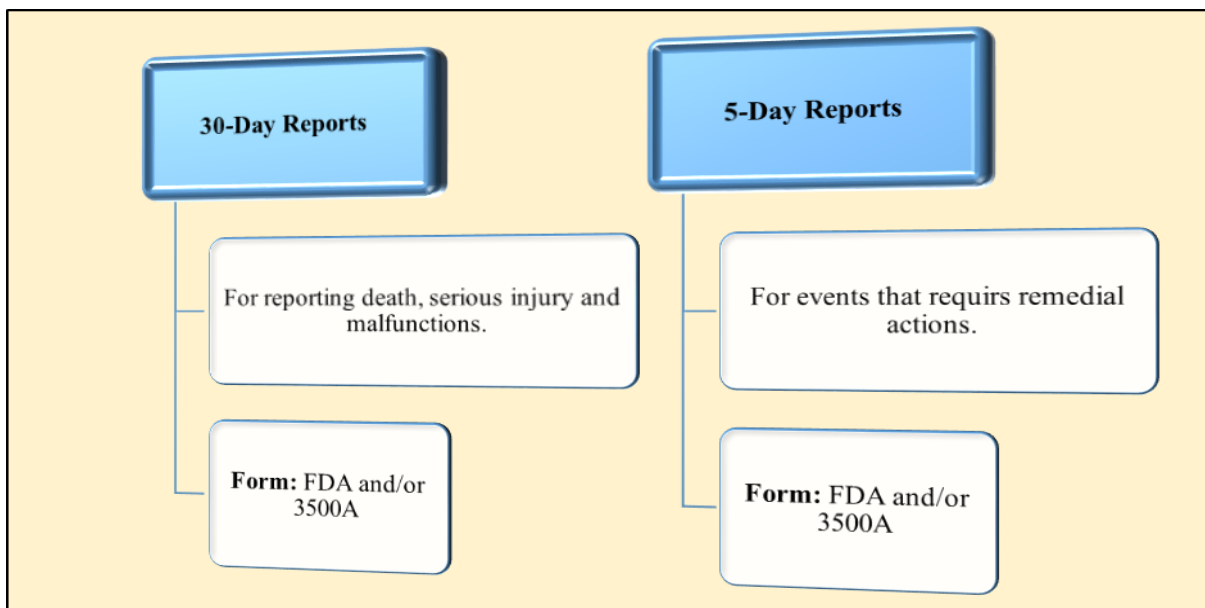 30-Day Reports
For reporting death, serious injury and
malfunctions.
Form: FDA and/or
3500A
5-Day Reports
For events that requirs remedial
actions.
Form: FDA and/or
3500A